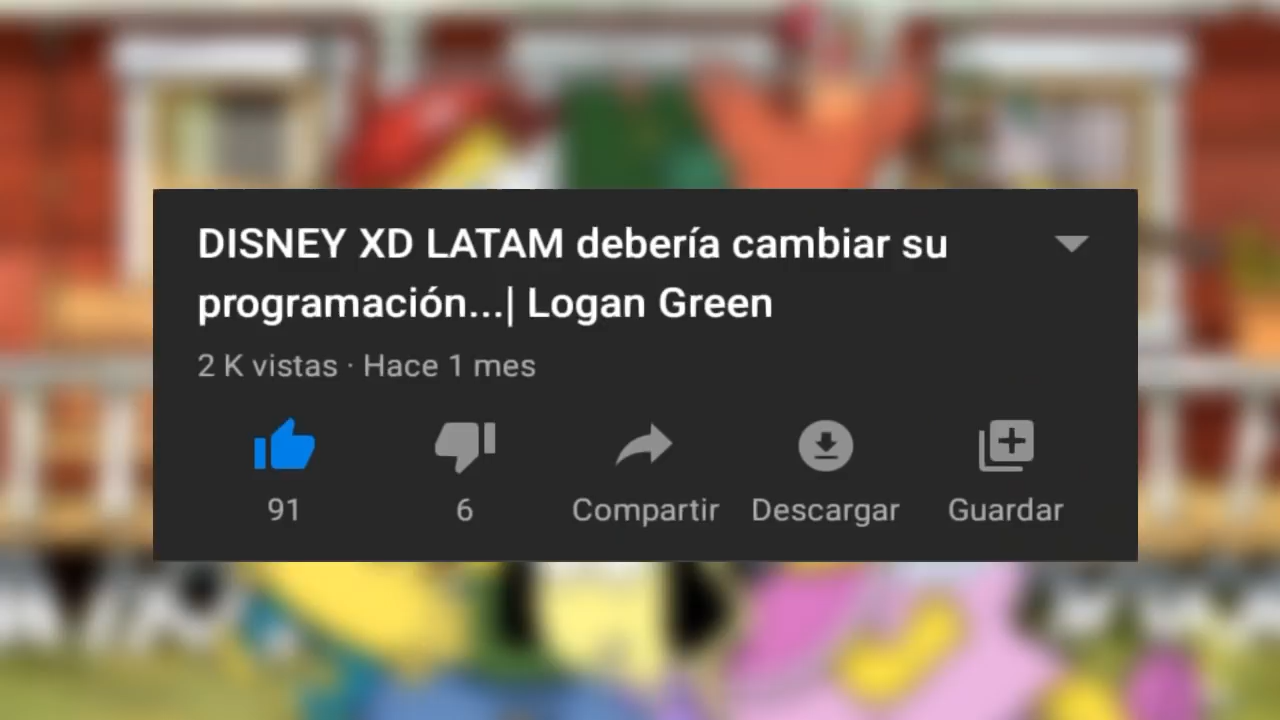 DISNEY XD LATAM debería cambiar su
programación...| Logan Green
2 K vistas · Hace 1 mes
91
6
Compartir
Descargar
Guardar